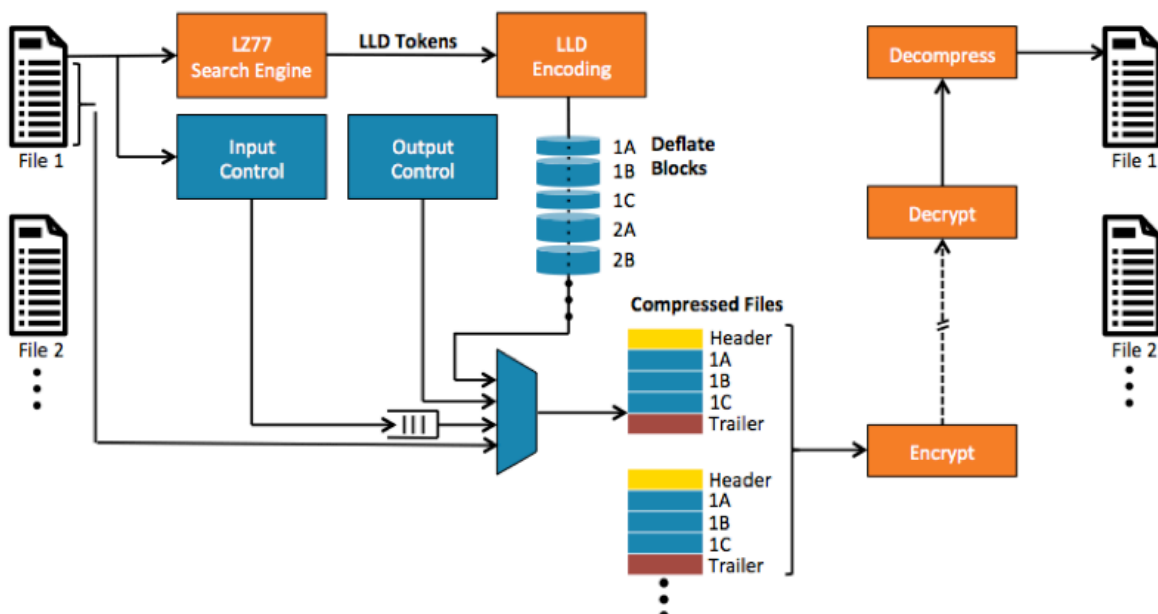 File 1
File 2
LZ77
Search Engine
LLD Tokens
LLD
Encoding
Input
Control
Output
Control
1A
1B
1C
2A
2B
Deflate
Blocks
Compressed Files
Header
1A
1B
1C
Trailer
Header
1A
1B
1C
Trailer
Decompress
Decrypt
Encrypt
File 1
File 2